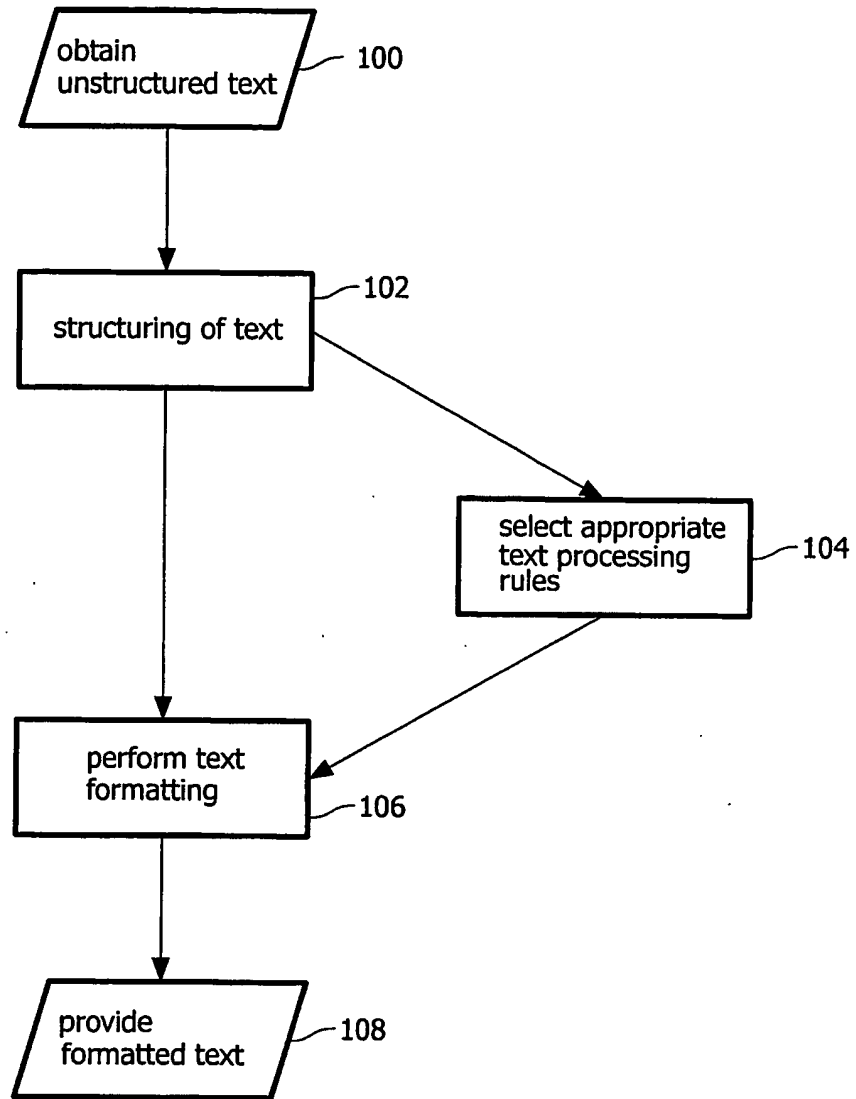 obtain
unstructured text
100
structuring of text
102
select appropriate
text processing
rules
104
perform text
formatting
106
provide
formatted text
108